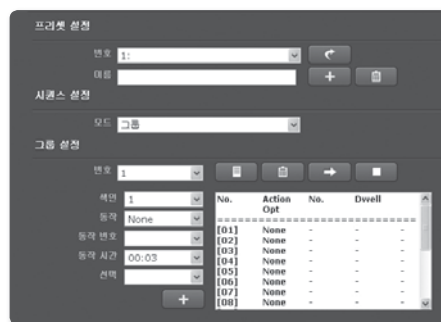 프리셋 설정
번호 1:
이름
시퀀스 설정
모드 그룹
그룹 설정
번호 1
색인 1
동작 None
동작 번호
동작 시간 00:03
선택
No. Action Opt No. Dwell
========================
[01] None - - -
[02] None - - -
[03] None - - -
[04] None - - -
[05] None - - -
[06] None - - -
[07] None - - -
[08] None - - -